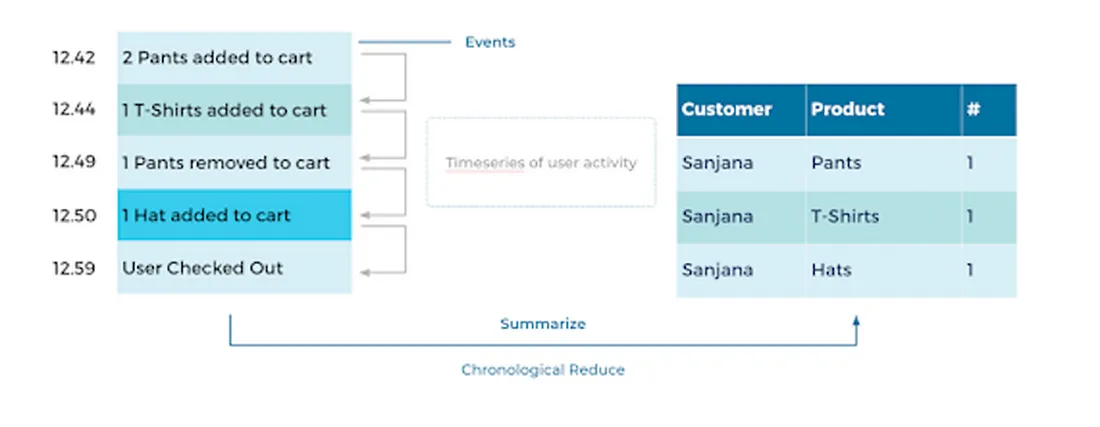 12.42 2 Pants added to cart
Events
12.44 1 T-Shirts added to cart
12.49 1 Pants removed to cart
12.50 1 Hat added to cart
12.59 User Checked Out
Timeseries of user activity
Customer Product #
Sanjana Pants 1
Sanjana T-Shirts 1
Sanjana Hats 1
Summarize
Chronological Reduce